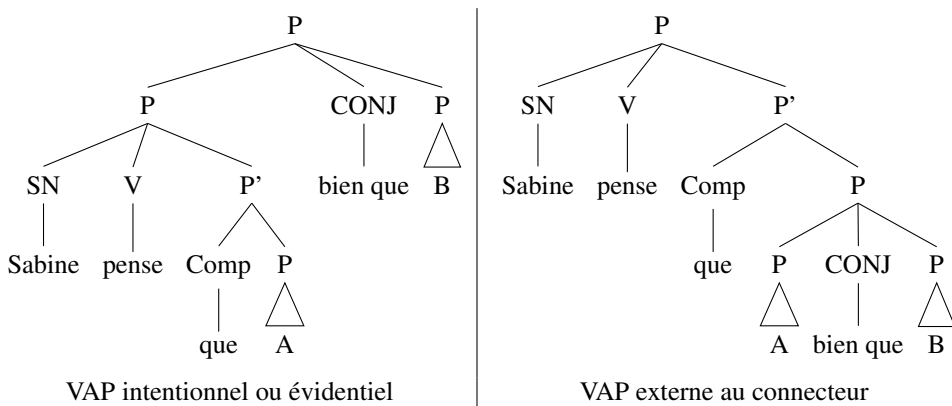 P P
P CONJ P SN V P'
SN V P' bien que B Sabine pense Comp P
Sabine pense Comp P que P CONJ P
que A A bien que B
VAP intentionnel ou évidentiel VAP externe au connecteur